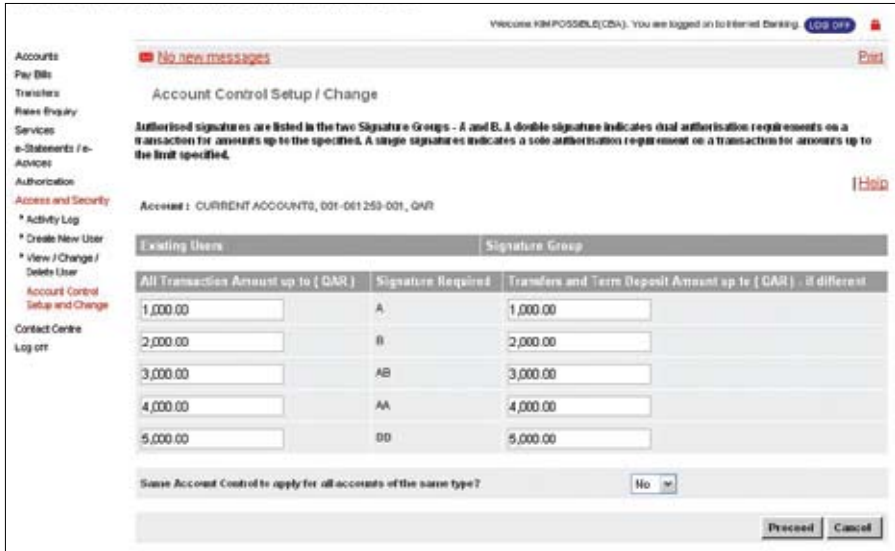 Welcome KIM POSSIBLE(CBA). You are logged on to Internet Banking. LOG OFF
Accounts
Pay Bills
Transfers
Rates Enquiry
Services
e-Statements / e-
Advices
Authorization
Access and Security
Activity Log
Create New User
View / Change /
Delete User
Account Control
Setup and Change
Contact Centre
Log off
No new messages
Print
Account Control Setup / Change
Authorised signatures are listed in the two Signature Groups - A and B. A double signature indicates dual authorisation requirements on a
transaction for amounts up to the specified. A single signatures indicates a sole authorisation requirement on a transaction for amounts up to
the limit specified.
| Help
Account : CURRENT ACCOUNTS, 001-061250-001, QAR
Existing Users Signature Group
All Transaction Amount up to ( QAR ) Signature Required Transfers and Term Deposit Amount up to ( QAR ) - if different
1,000.00 A 1,000.00
2,000.00 B 2,000.00
3,000.00 AB 3,000.00
4,000.00 AA 4,000.00
5,000.00 5,000.00
Same Account Control to apply for all accounts of the same type? No
Proceed Cancel